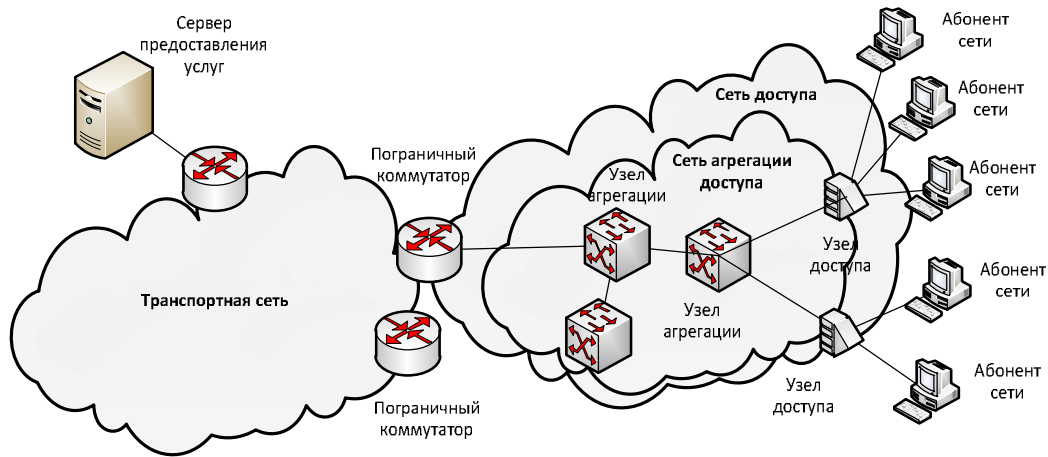 Сервер
предоставления
услуг
Транспортная сеть
Пограничный
коммутатор
Пограничный
коммутатор
Сеть доступа
Сеть агрегации
доступа
Узел
агрегации
Узел
агрегации
Узел
доступа
Узел
доступа
Абонент
сети
Абонент
сети
Абонент
сети
Абонент
сети
Абонент
сети